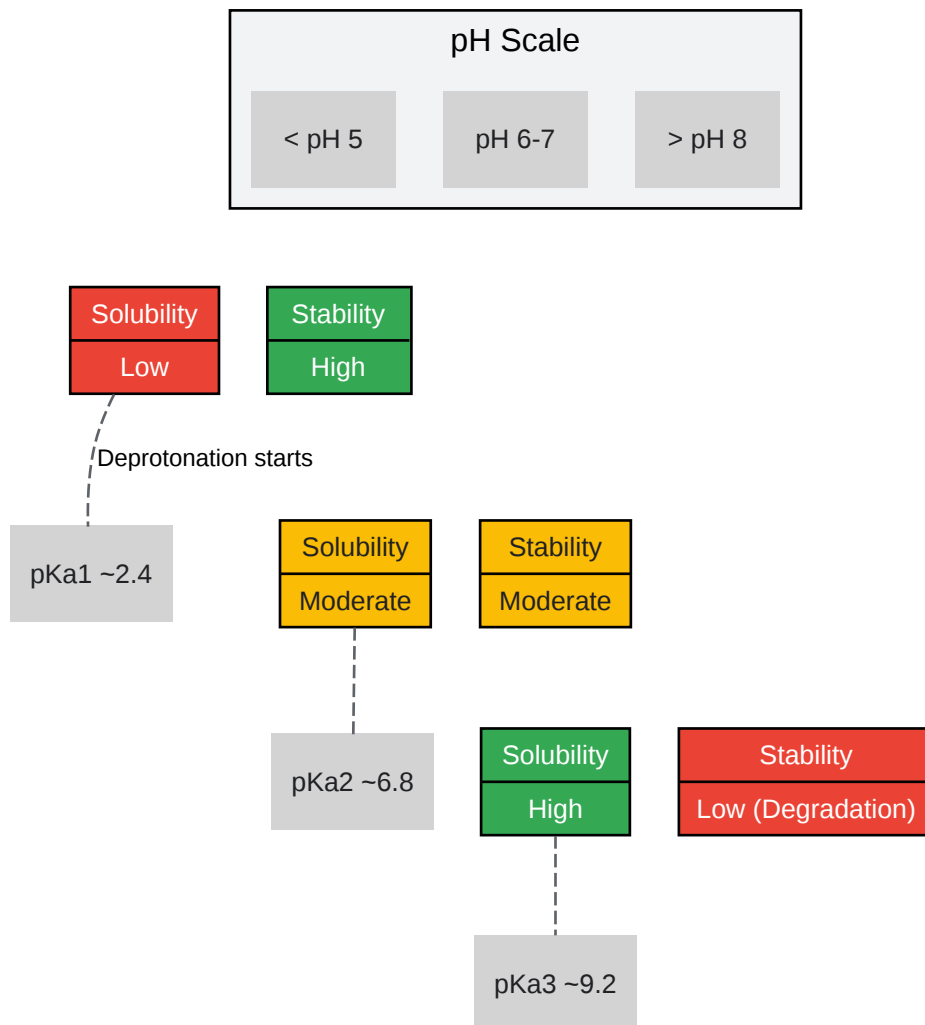 pH Scale
< pH 5
pH 6-7
> pH 8
Solubility
Low
Stability
High
Deprotonation starts
pKa1 ~2.4
Solubility
Moderate
Stability
Moderate
pKa2 ~6.8
Solubility
High
Stability
Low (Degradation)
pKa3 ~9.2